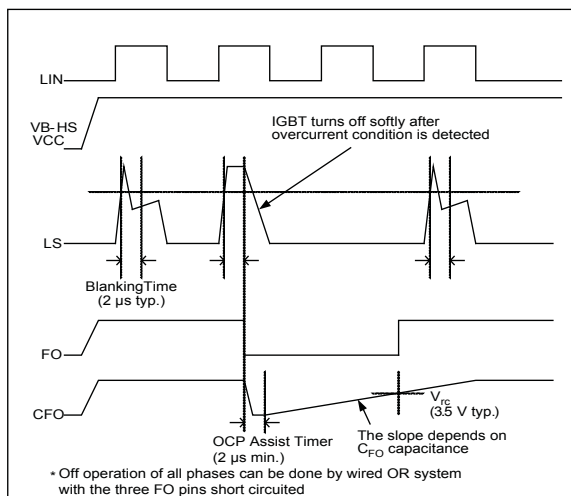 LIN
VB-HS
VCC
IGBT turns off softly after
overcurrent condition is detected
LS
BlankingTime
(2 µs typ.)
FO
CFO
Vrc
(3.5 V typ.)
OCP Assist Timer
(2 µs min.)
The slope depends on
CFO capacitance
* Off operation of all phases can be done by wired OR system
with the three FO pins short circuited